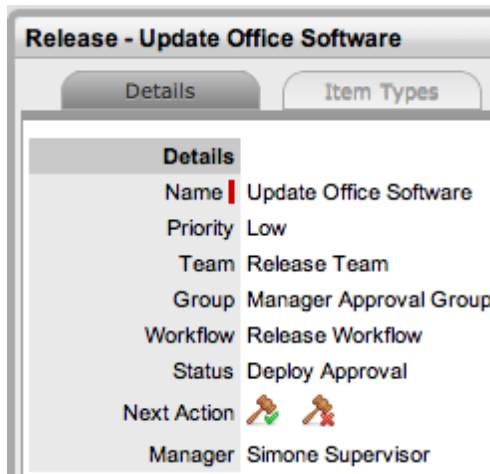 Release - Update Office Software
Details Item Types
Details
Name Update Office Software
Priority Low
Team Release Team
Group Manager Approval Group
Workflow Release Workflow
Status Deploy Approval
Next Action
Manager Simone Supervisor